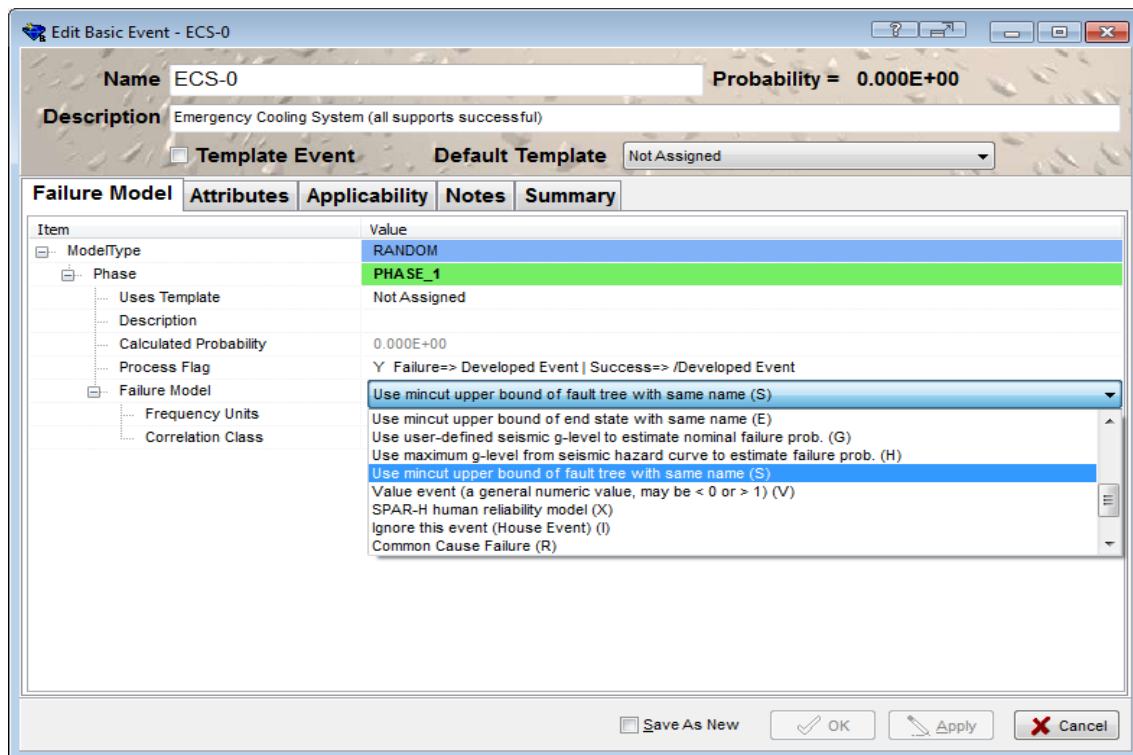 Edit Basic Event - ECS-0
Name ECS-0 Probability = 0.000E+00
Description Emergency Cooling System (all supports successful)
Template Event Default Template Not Assigned
Failure Model Attributes Applicability Notes Summary
Item Value
ModelType RANDOM
Phase PHASE_1
Uses Template Not Assigned
Description
Calculated Probability 0.000E+00
Process Flag Y Failure=> Developed Event | Success=> /Developed Event
Failure Model Use mincut upper bound of fault tree with same name (S)
Frequency Units
Correlation Class
Use mincut upper bound of end state with same name (E)
Use user-defined seismic g-level to estimate nominal failure prob. (G)
Use maximum g-level from seismic hazard curve to estimate failure prob. (H)
Use mincut upper bound of fault tree with same name (S)
Value event (a general numeric value, may be < 0 or > 1) (V)
SPAR-H human reliability model (X)
Ignore this event (House Event) (I)
Common Cause Failure (R)
Save As New OK Apply Cancel